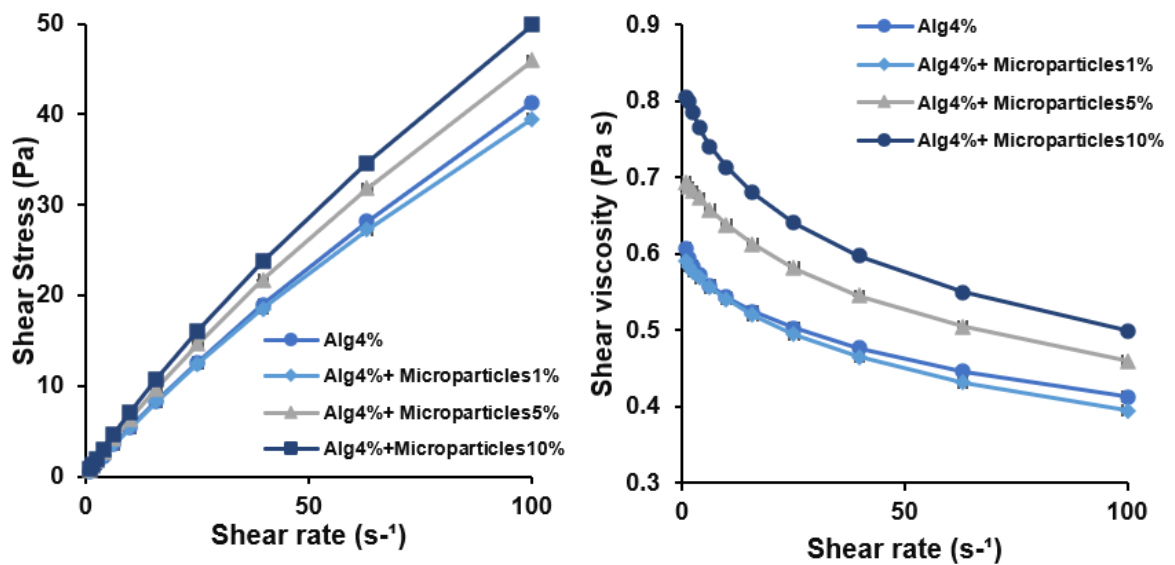 Shear Stress (Pa)
50
40
30
20
10
0
0
50
100
Shear rate (s-¹)
Alg4%
Alg4%+ Microparticles1%
Alg4%+ Microparticles5%
Alg4%+Microparticles10%
Shear viscosity (Pa s)
0.9
0.8
0.7
0.6
0.5
0.4
0.3
0
50
100
Shear rate (s-¹)
Alg4%
Alg4%+ Microparticles1%
Alg4%+ Microparticles5%
Alg4%+ Microparticles10%